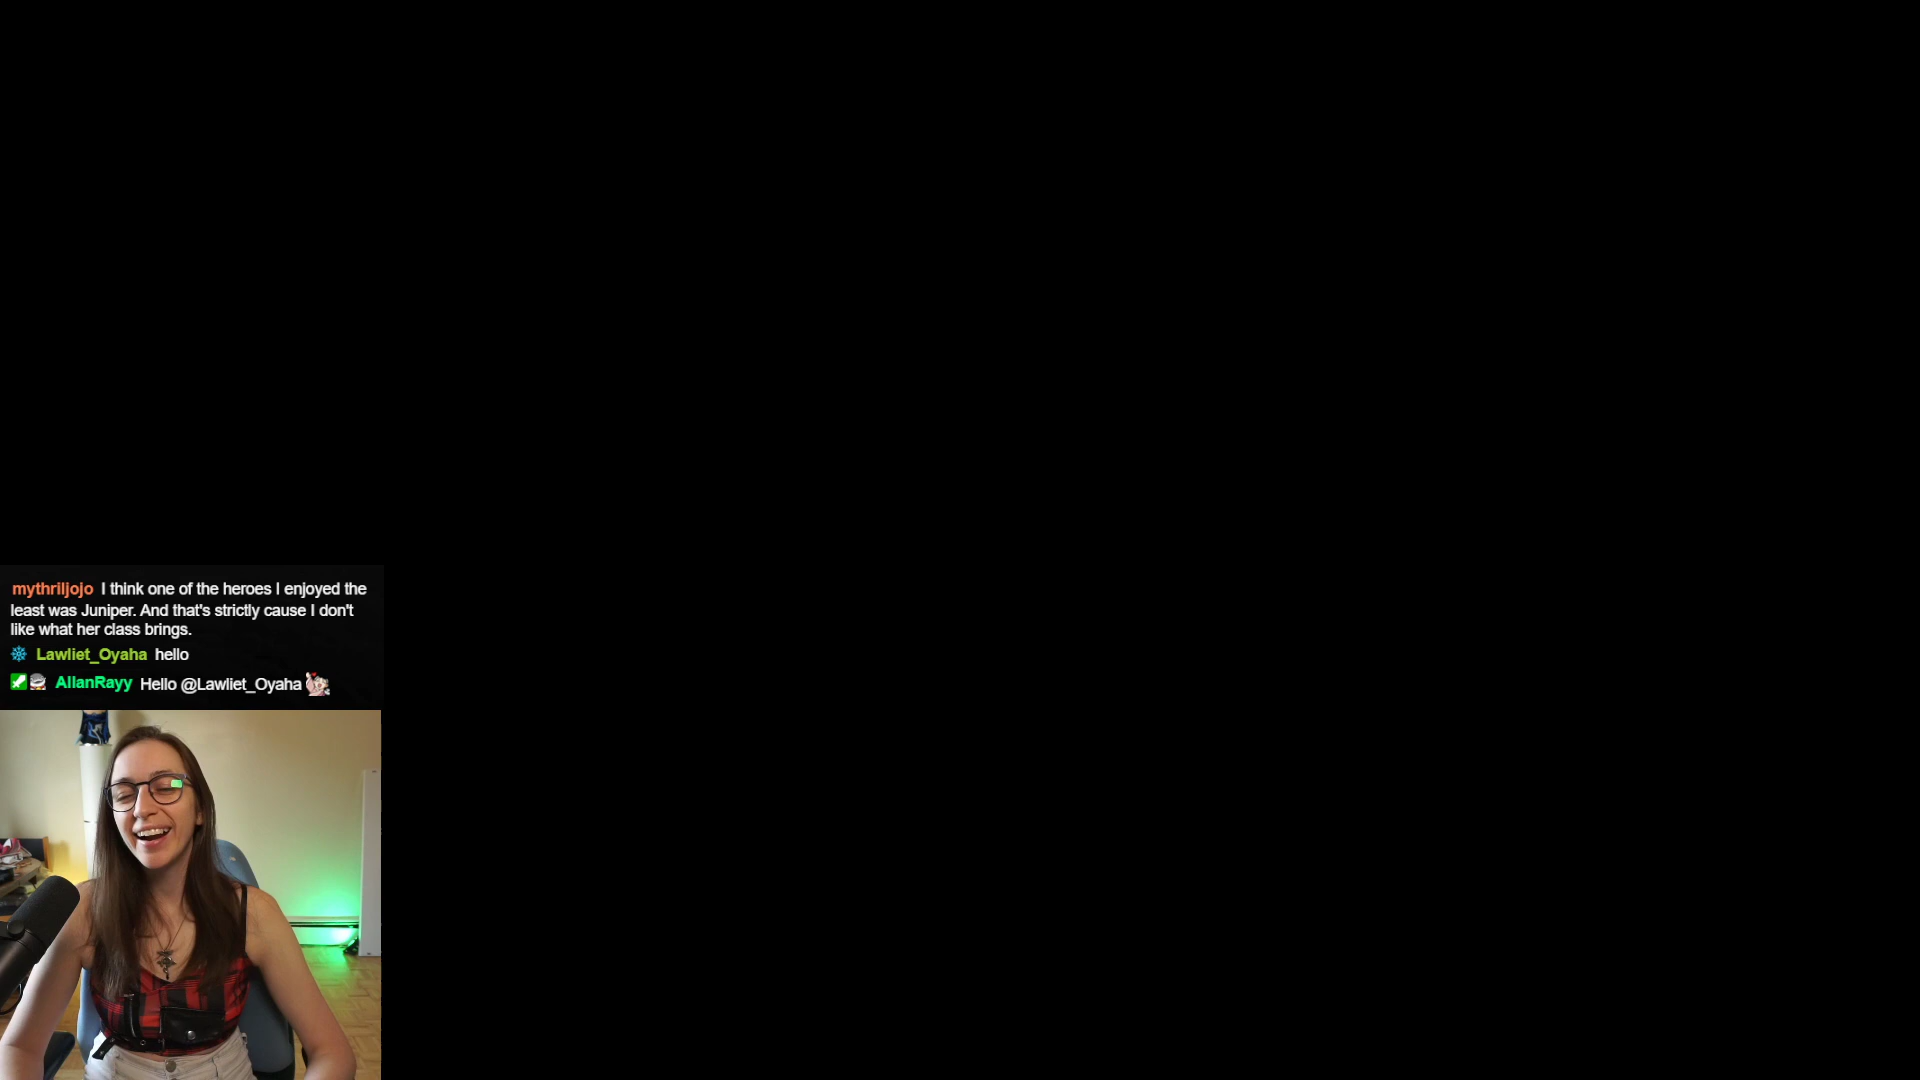 mythriljojo I think one of the heroes I enjoyed the
least was Juniper. And that's strictly cause I don't
like what her class brings.
Lawliet_Oyaha hello
AllanRayy Hello @Lawliet_Oyaha